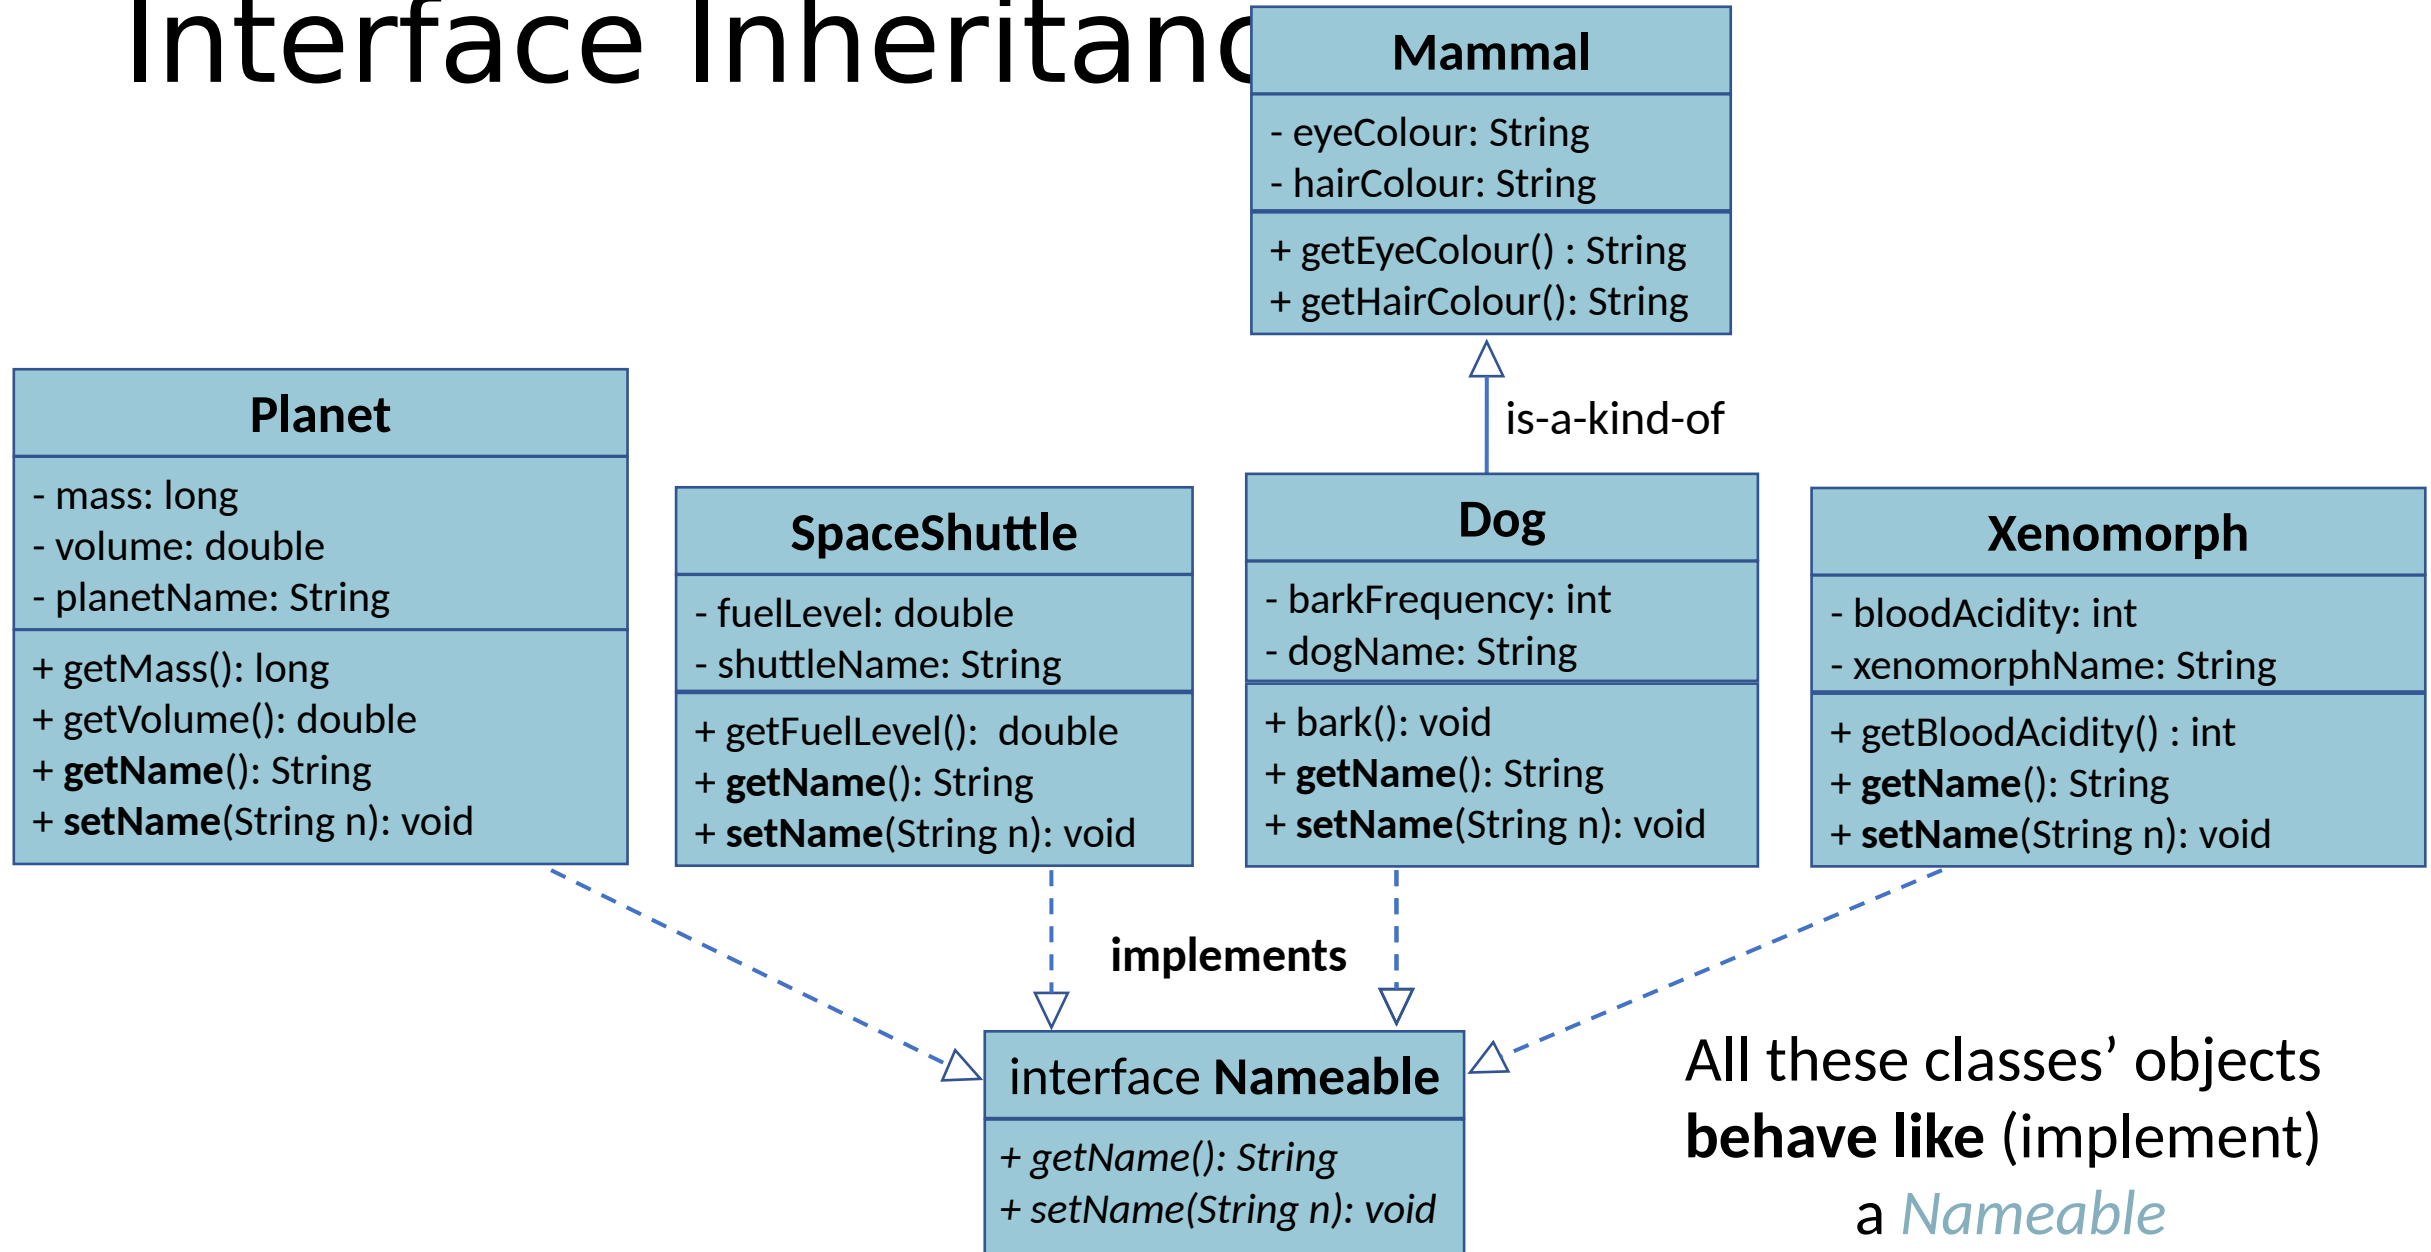 Interface Inheritanc
Mammal
- eyeColour: String
- hairColour: String
+ getEyeColour() : String
+ getHairColour(): String
is-a-kind-of
Planet
- mass: long
- volume: double
- planetName: String
+ getMass(): long
+ getVolume(): double
+ getName(): String
+ setName(String n): void
SpaceShuttle
- fuelLevel: double
- shuttleName: String
+ getFuelLevel():  double
+ getName(): String
+ setName(String n): void
Dog
- barkFrequency: int
- dogName: String
+ bark(): void
+ getName(): String
+ setName(String n): void
Xenomorph
- bloodAcidity: int
- xenomorphName: String
+ getBloodAcidity() : int
+ getName(): String
+ setName(String n): void
implements
interface Nameable
+ getName(): String
+ setName(String n): void
All these classes’ objects
behave like (implement)
a Nameable